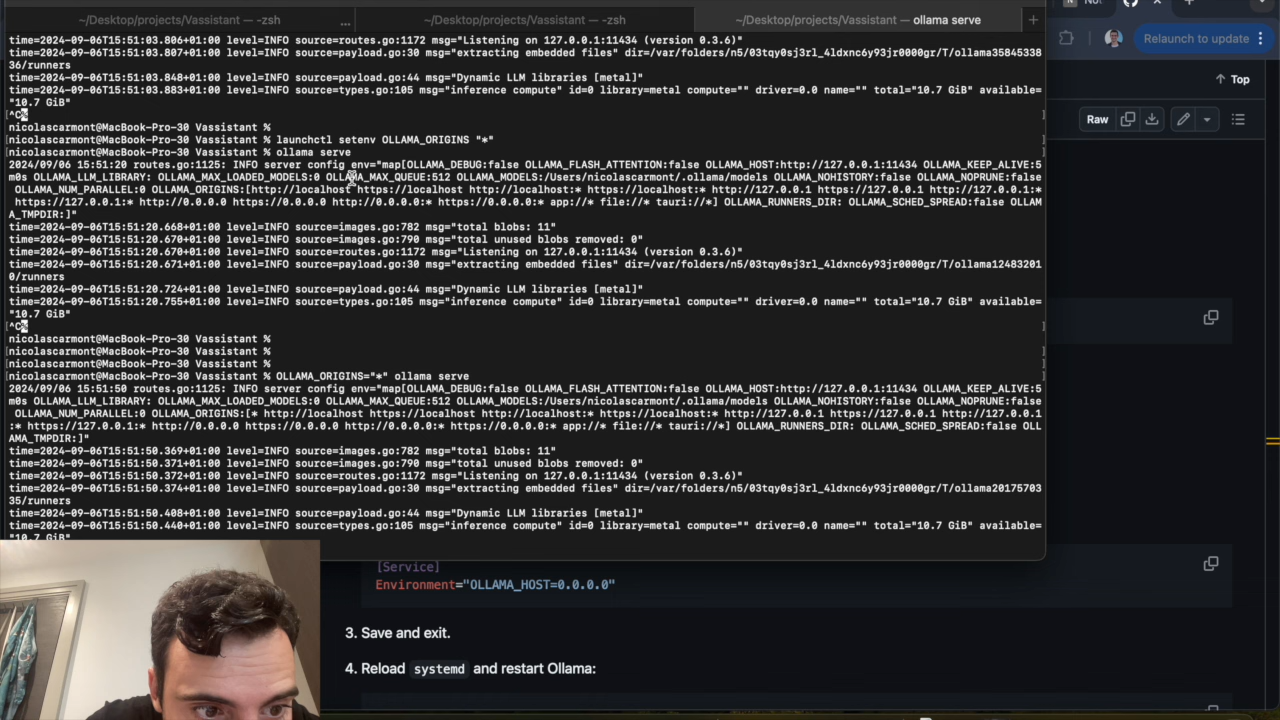 ~/Desktop/projects/Vassistant — -zsh
...
~/Desktop/projects/Vassistant — -zsh
~/Desktop/projects/Vassistant — ollama serve
+
Relaunch to update
Top
Raw
time=2024-09-06T15:51:03.806+01:00 level=INFO source=routes.go:1172 msg="Listening on 127.0.0.1:11434 (version 0.3.6)"
time=2024-09-06T15:51:03.807+01:00 level=INFO source=payload.go:30 msg="extracting embedded files" dir=/var/folders/n5/03tqy0sj3rl_4ldxnc6y93jr0000gr/T/ollama35845338
36/runners
time=2024-09-06T15:51:03.848+01:00 level=INFO source=payload.go:44 msg="Dynamic LLM libraries [metal]"
time=2024-09-06T15:51:03.883+01:00 level=INFO source=types.go:105 msg="inference compute" id=0 library=metal compute="" driver=0.0 name="" total="10.7 GiB" available=
"10.7 GiB"
^C%
nicolascarmont@MacBook-Pro-30 Vassistant %
nicolascarmont@MacBook-Pro-30 Vassistant % launchctl setenv OLLAMA_ORIGINS "*"
nicolascarmont@MacBook-Pro-30 Vassistant % ollama serve
2024/09/06 15:51:20 routes.go:1125: INFO server config env="map[OLLAMA_DEBUG:false OLLAMA_FLASH_ATTENTION:false OLLAMA_HOST:http://127.0.0.1:11434 OLLAMA_KEEP_ALIVE:5
m0s OLLAMA_LLM_LIBRARY: OLLAMA_MAX_LOADED_MODELS:0 OLLAMA_MAX_QUEUE:512 OLLAMA_MODELS:/Users/nicolascarmont/.ollama/models OLLAMA_NOHISTORY:false OLLAMA_NOPRUNE:false
OLLAMA_NUM_PARALLEL:0 OLLAMA_ORIGINS:[http://localhost https://localhost http://localhost:* https://localhost:* http://127.0.0.1 https://127.0.0.1 http://127.0.0.1:*
https://127.0.0.1:* http://0.0.0.0 https://0.0.0.0 http://0.0.0.0:* https://0.0.0.0:* app://* file://* tauri://*] OLLAMA_RUNNERS_DIR: OLLAMA_SCHED_SPREAD:false OLLAM
A_TMPDIR:]"
time=2024-09-06T15:51:20.668+01:00 level=INFO source=images.go:782 msg="total blobs: 11"
time=2024-09-06T15:51:20.670+01:00 level=INFO source=images.go:790 msg="total unused blobs removed: 0"
time=2024-09-06T15:51:20.670+01:00 level=INFO source=routes.go:1172 msg="Listening on 127.0.0.1:11434 (version 0.3.6)"
time=2024-09-06T15:51:20.671+01:00 level=INFO source=payload.go:30 msg="extracting embedded files" dir=/var/folders/n5/03tqy0sj3rl_4ldxnc6y93jr0000gr/T/ollama12483201
0/runners
time=2024-09-06T15:51:20.724+01:00 level=INFO source=payload.go:44 msg="Dynamic LLM libraries [metal]"
time=2024-09-06T15:51:20.755+01:00 level=INFO source=types.go:105 msg="inference compute" id=0 library=metal compute="" driver=0.0 name="" total="10.7 GiB" available=
"10.7 GiB"
^C%
nicolascarmont@MacBook-Pro-30 Vassistant %
nicolascarmont@MacBook-Pro-30 Vassistant %
nicolascarmont@MacBook-Pro-30 Vassistant %
nicolascarmont@MacBook-Pro-30 Vassistant % OLLAMA_ORIGINS="*" ollama serve
2024/09/06 15:51:50 routes.go:1125: INFO server config env="map[OLLAMA_DEBUG:false OLLAMA_FLASH_ATTENTION:false OLLAMA_HOST:http://127.0.0.1:11434 OLLAMA_KEEP_ALIVE:5
m0s OLLAMA_LLM_LIBRARY: OLLAMA_MAX_LOADED_MODELS:0 OLLAMA_MAX_QUEUE:512 OLLAMA_MODELS:/Users/nicolascarmont/.ollama/models OLLAMA_NOHISTORY:false OLLAMA_NOPRUNE:false
OLLAMA_NUM_PARALLEL:0 OLLAMA_ORIGINS:[* http://localhost https://localhost http://localhost:* https://localhost:* http://127.0.0.1 https://127.0.0.1 http://127.0.0.1
:* https://127.0.0.1:* http://0.0.0.0 https://0.0.0.0 http://0.0.0.0:* https://0.0.0.0:* app://* file://* tauri://*] OLLAMA_RUNNERS_DIR: OLLAMA_SCHED_SPREAD:false OLL
AMA_TMPDIR:]"
time=2024-09-06T15:51:50.369+01:00 level=INFO source=images.go:782 msg="total blobs: 11"
time=2024-09-06T15:51:50.371+01:00 level=INFO source=images.go:790 msg="total unused blobs removed: 0"
time=2024-09-06T15:51:50.372+01:00 level=INFO source=routes.go:1172 msg="Listening on 127.0.0.1:11434 (version 0.3.6)"
time=2024-09-06T15:51:50.374+01:00 level=INFO source=payload.go:30 msg="extracting embedded files" dir=/var/folders/n5/03tqy0sj3rl_4ldxnc6y93jr0000gr/T/ollama20175703
35/runners
time=2024-09-06T15:51:50.408+01:00 level=INFO source=payload.go:44 msg="Dynamic LLM libraries [metal]"
time=2024-09-06T15:51:50.440+01:00 level=INFO source=types.go:105 msg="inference compute" id=0 library=metal compute="" driver=0.0 name="" total="10.7 GiB" available=
"10.7 GiB"
[Service]
Environment="OLLAMA_HOST=0.0.0.0"
3. Save and exit.
4. Reload systemd and restart Ollama: